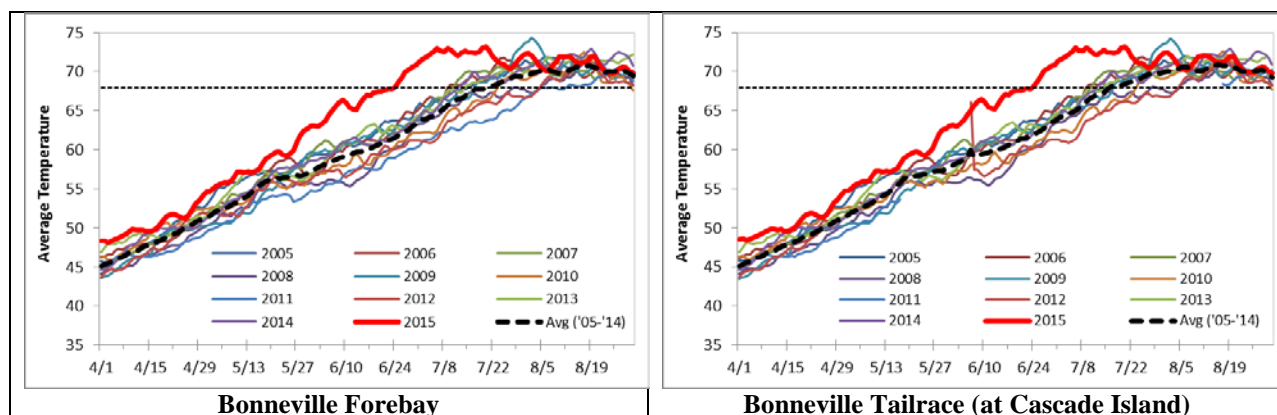 Average Temperature
75
70
65
60
55
50
45
40
35
2005 2006 2007
2008 2009 2010
2011 2012 2013
2014 2015 Avg ('05-'14)
4/1 4/15 4/29 5/13 5/27 6/10 6/24 7/8 7/22 8/5 8/19
Bonneville Forebay
Average Temperature
75
70
65
60
55
50
45
40
35
2005 2006 2007
2008 2009 2010
2011 2012 2013
2014 2015 Avg ('05-'14)
4/1 4/15 4/29 5/13 5/27 6/10 6/24 7/8 7/22 8/5 8/19
Bonneville Tailrace (at Cascade Island)